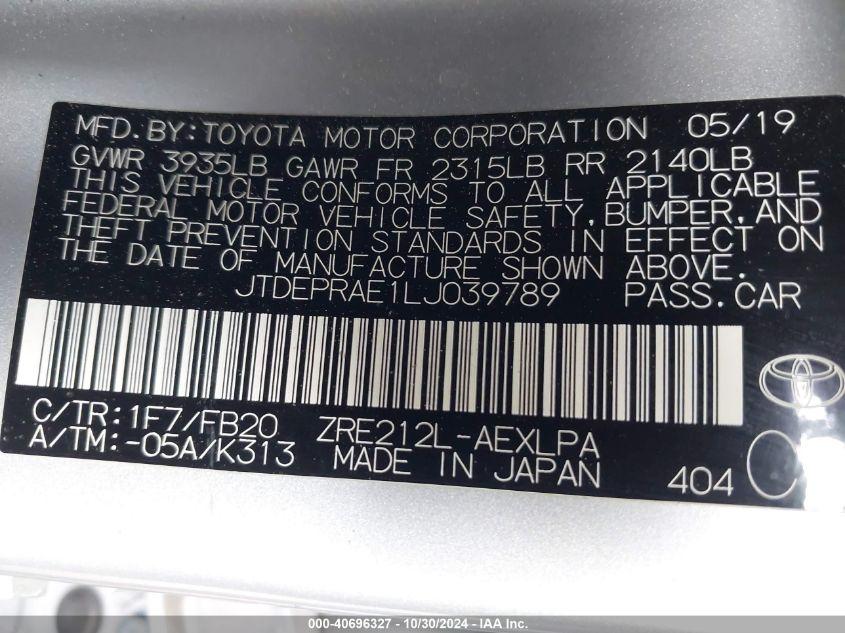 MFD.BY:TOYOTA MOTOR CORPORATION 05/19
GVWR 3935LB GAWR FR 2315LB RR 2140LB
THIS VEHICLE CONFORMS TO ALL APPLICABLE
FEDERAL MOTOR VEHICLE SAFETY,BUMPER,AND
THEFT PREVENTION STANDARDS IN EFFECT ON
THE DATE OF MANUFACTURE SHOWN ABOVE.
JTDEPRAE1LJ039789 PASS.CAR
C/TR:1F7/FB20 ZRE212L-AEXLPA
A/TM:-05A/K313 MADE IN JAPAN 404
000-40696327 - 10/30/2024 - IAA Inc.